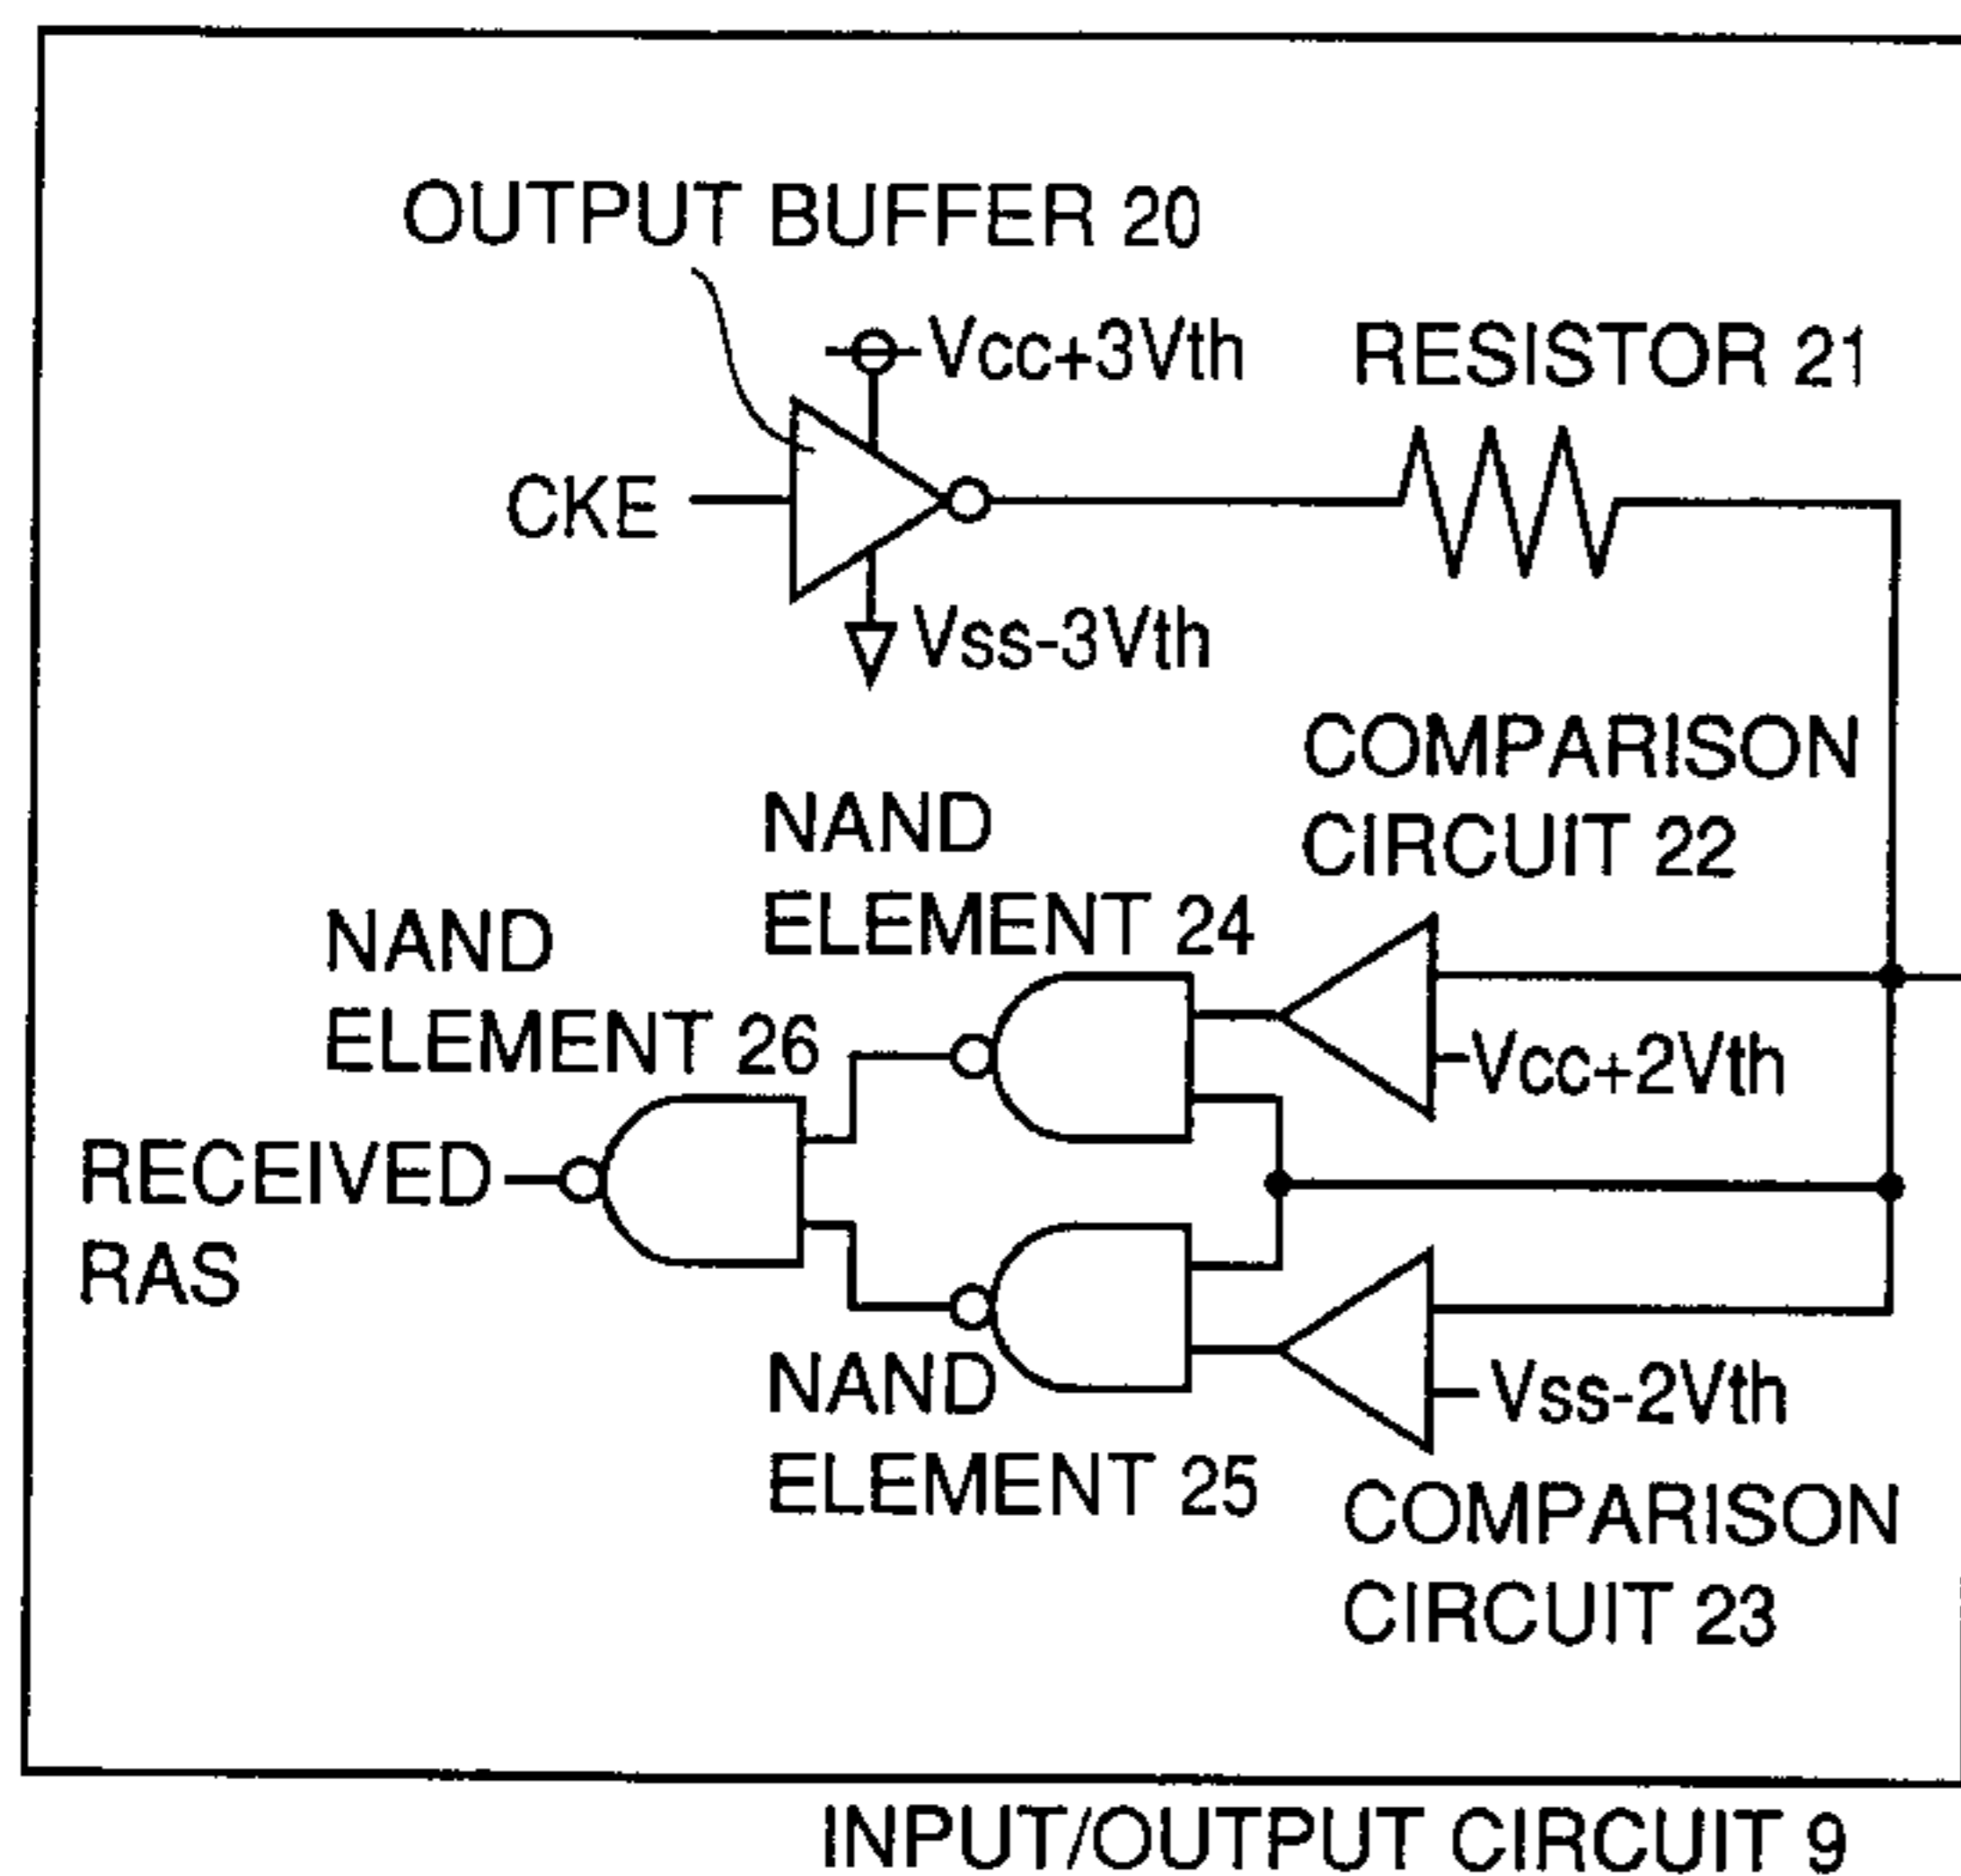 OUTPUT BUFFER 20
Vcc+3Vth
RESISTOR 21
CKE
Vss-3Vth
COMPARISON
CIRCUIT 22
NAND
ELEMENT 24
NAND
ELEMENT 26
Vcc+2Vth
RECEIVED
RAS
NAND
ELEMENT 25
Vss-2Vth
COMPARISON
CIRCUIT 23
INPUT/OUTPUT CIRCUIT 9